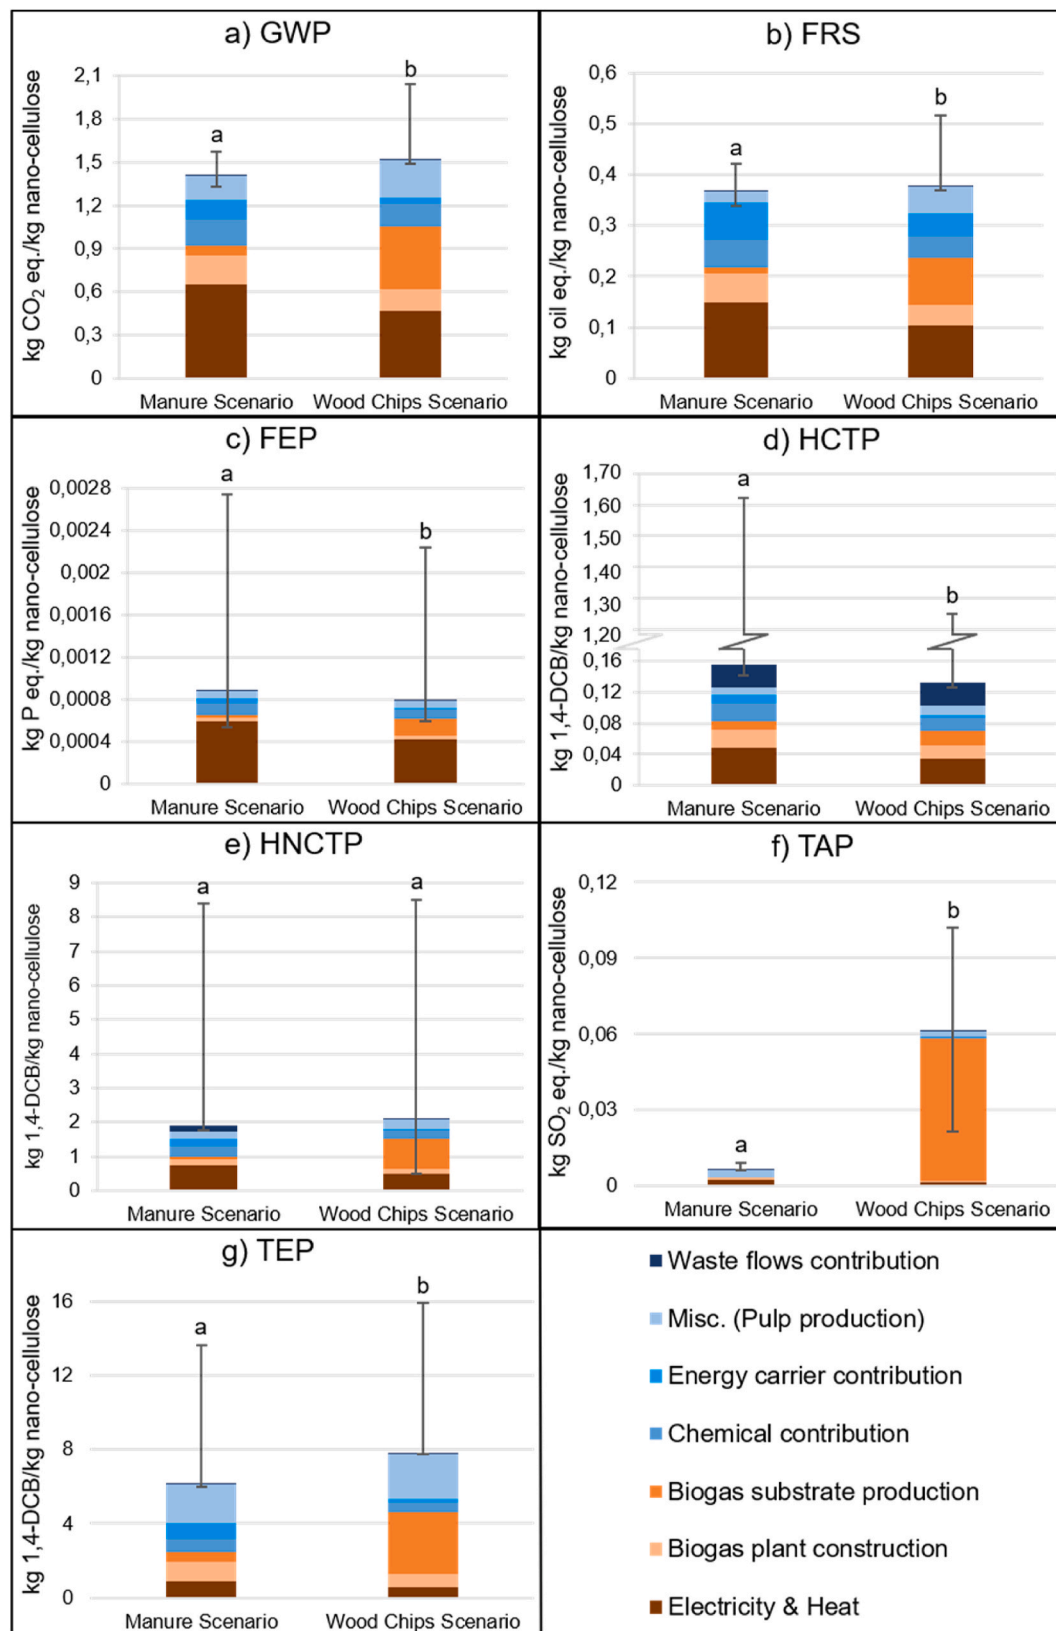 a) GWP
kg CO₂ eq./kg nano-cellulose
2,1
1,8
1,5
1,2
0,9
0,6
0,3
0
a
b
Manure Scenario
Wood Chips Scenario
b) FRS
kg oil eq./kg nano-cellulose
0,6
0,5
0,4
0,3
0,2
0,1
0
a
b
Manure Scenario
Wood Chips Scenario
c) FEP
kg P eq./kg nano-cellulose
0,0028
0,0024
0,002
0,0016
0,0012
0,0008
0,0004
0
a
b
Manure Scenario
Wood Chips Scenario
d) HCTP
kg 1,4-DCB/kg nano-cellulose
1,70
1,60
1,50
1,40
1,30
1,20
0,16
0,12
0,08
0,04
0
a
b
Manure Scenario
Wood Chips Scenario
e) HNCTP
kg 1,4-DCB/kg nano-cellulose
9
8
7
6
5
4
3
2
1
0
a
a
Manure Scenario
Wood Chips Scenario
f) TAP
kg SO₂ eq./kg nano-cellulose
0,12
0,09
0,06
0,03
0
a
b
Manure Scenario
Wood Chips Scenario
g) TEP
kg 1,4-DCB/kg nano-cellulose
16
12
8
4
0
a
b
Manure Scenario
Wood Chips Scenario
Waste flows contribution
Misc. (Pulp production)
Energy carrier contribution
Chemical contribution
Biogas substrate production
Biogas plant construction
Electricity & Heat